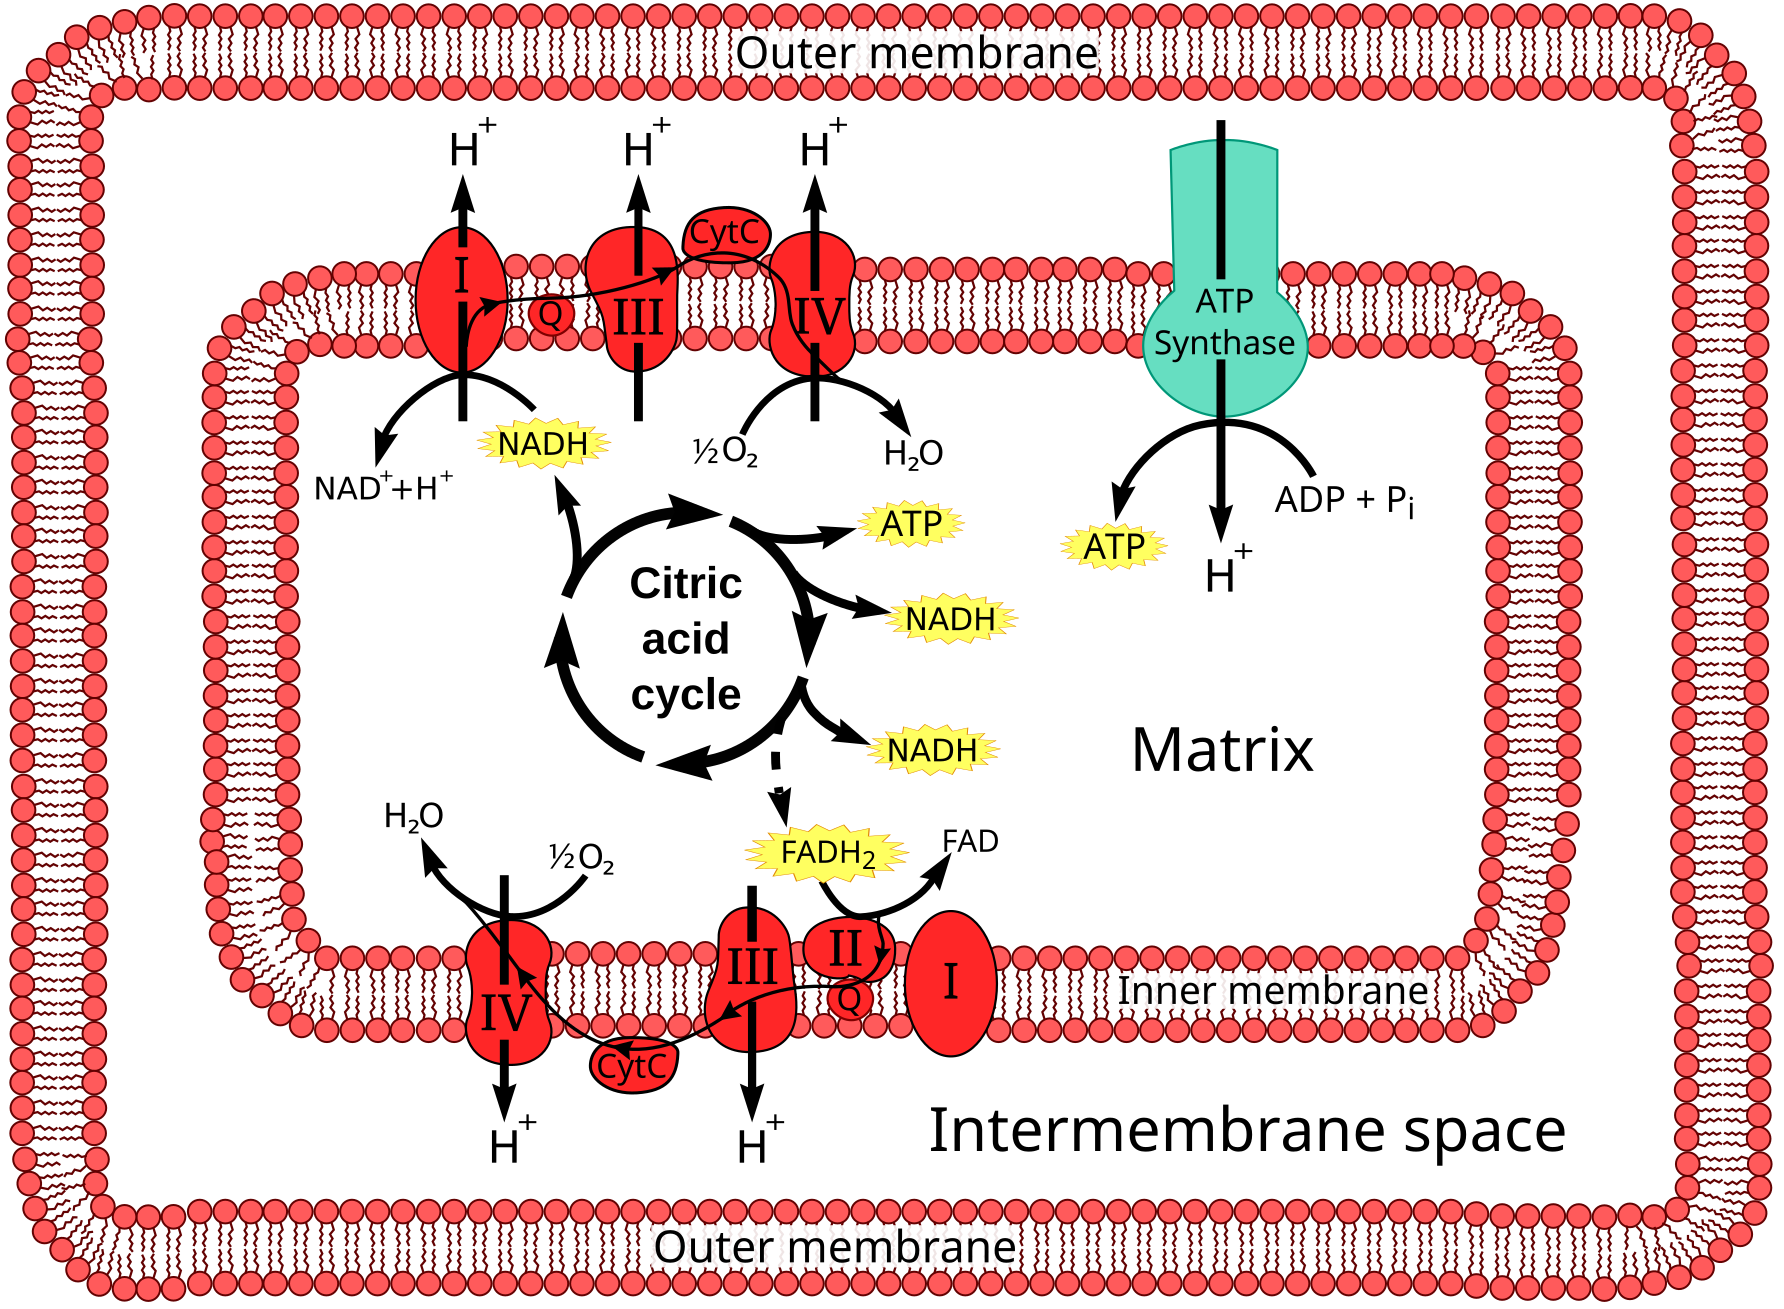 Outer membrane
H⁺
H⁺
H⁺
CytC
I
Q
III
IV
ATP
Synthase
NADH
NAD⁺+H⁺
½O₂
H₂O
ADP + Pᵢ
ATP
H⁺
ATP
Citric
acid
cycle
NADH
NADH
Matrix
H₂O
½O₂
FADH₂
FAD
IV
III
II
Q
I
Inner membrane
CytC
H⁺
H⁺
Intermembrane space
Outer membrane